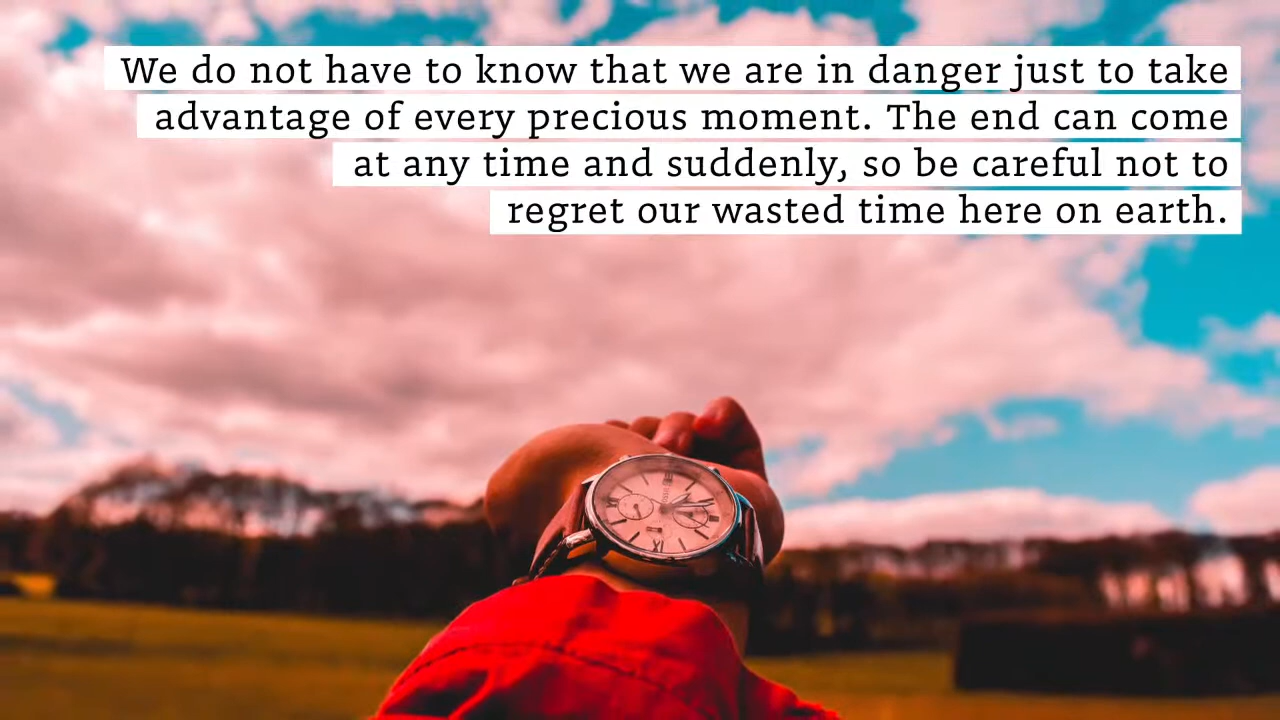 We do not have to know that we are in danger just to take
advantage of every precious moment. The end can come
at any time and suddenly, so be careful not to
regret our wasted time here on earth.